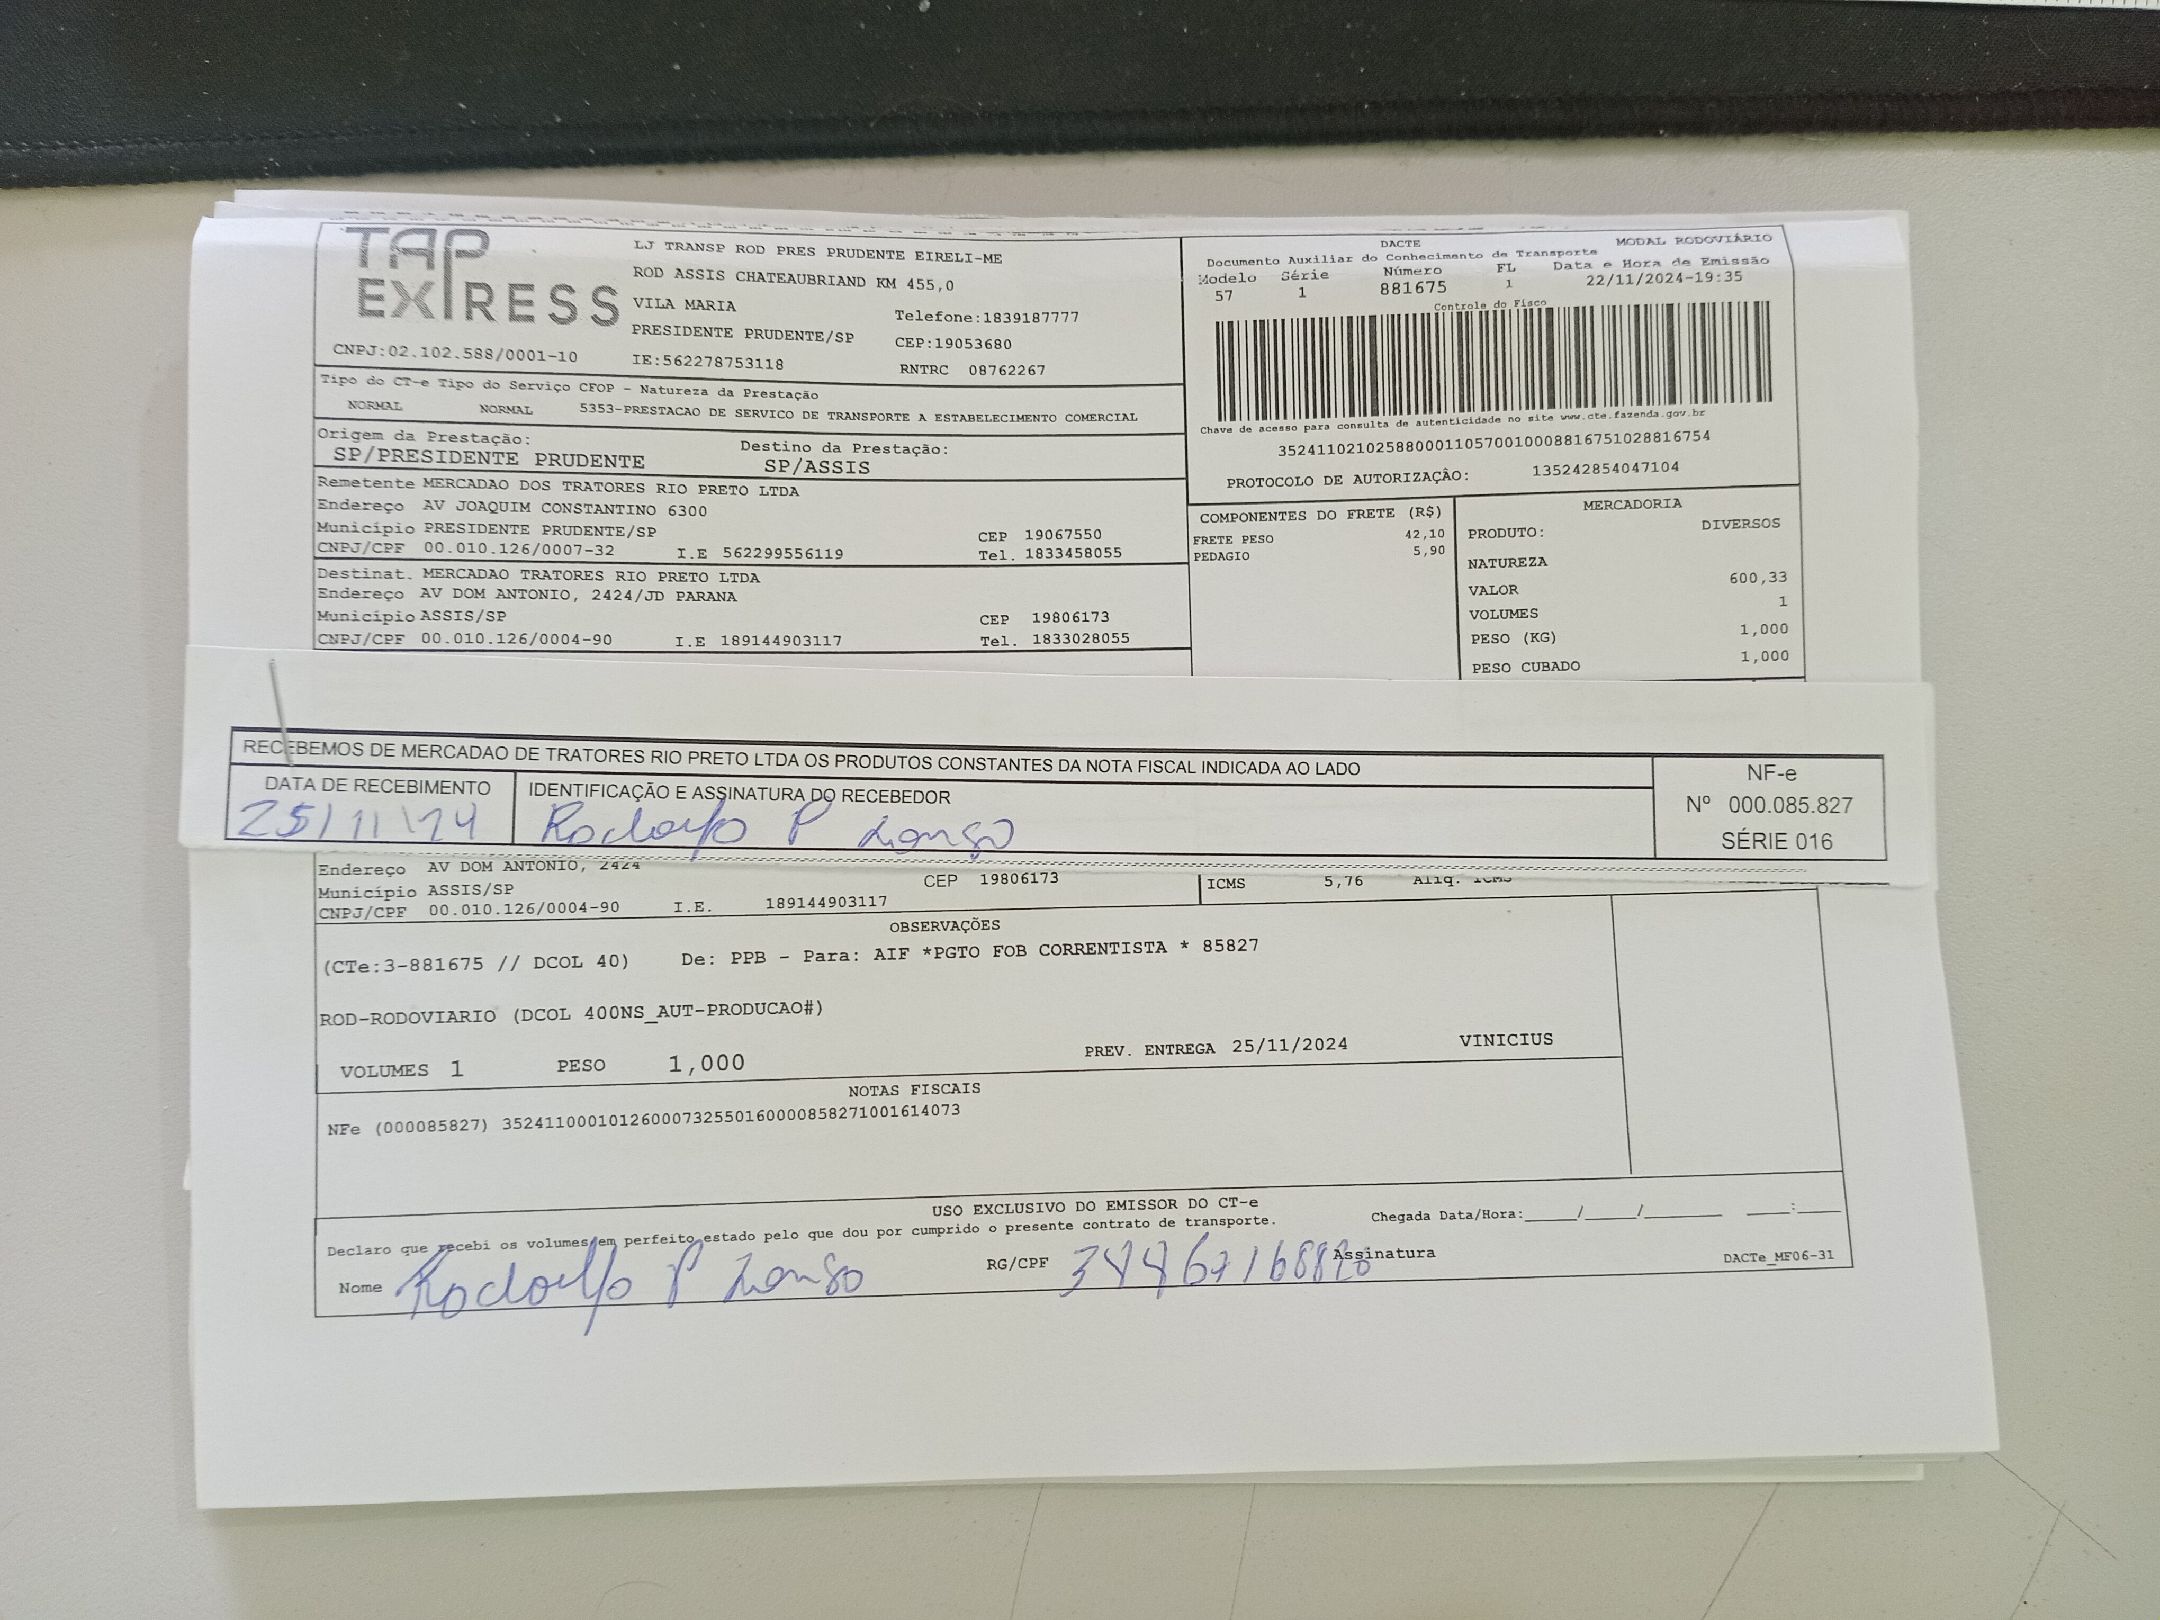 TAP EXPRESS
CNPJ:02.102.588/0001-10
LJ TRANSP ROD PRES PRUDENTE EIRELI-ME
ROD ASSIS CHATEAUBRIAND KM 455,0
VILA MARIA Telefone:1839187777
PRESIDENTE PRUDENTE/SP CEP:19053680
IE:562278753118 RNTRC 08762267
DACTE MODAL RODOVIÁRIO
Documento Auxiliar do Conhecimento de Transporte
Modelo Série Número FL Data e Hora de Emissão
57 1 881675 1 22/11/2024-19:35
Controle do Fisco
Chave de acesso para consulta de autenticidade no site www.cte.fazenda.gov.br
35241102102588000110570010008816751028816754
PROTOCOLO DE AUTORIZAÇÂO: 135242854047104
Tipo do CT-e Tipo do Serviço CFOP - Natureza da Prestação
NORMAL NORMAL 5353-PRESTACAO DE SERVICO DE TRANSPORTE A ESTABELECIMENTO COMERCIAL
Origem da Prestação: Destino da Prestação:
SP/PRESIDENTE PRUDENTE SP/ASSIS
Remetente MERCADAO DOS TRATORES RIO PRETO LTDA
Endereço AV JOAQUIM CONSTANTINO 6300
Município PRESIDENTE PRUDENTE/SP CEP 19067550
CNPJ/CPF 00.010.126/0007-32 I.E 562299556119 Tel. 1833458055
Destinat. MERCADAO TRATORES RIO PRETO LTDA
Endereço AV DOM ANTONIO, 2424/JD PARANA
Município ASSIS/SP CEP 19806173
CNPJ/CPF 00.010.126/0004-90 I.E 189144903117 Tel. 1833028055
COMPONENTES DO FRETE (R$)
FRETE PESO 42,10
PEDAGIO 5,90
MERCADORIA
PRODUTO: DIVERSOS
NATUREZA
VALOR 600,33
VOLUMES 1
PESO (KG) 1,000
PESO CUBADO 1,000
RECEBEMOS DE MERCADAO DE TRATORES RIO PRETO LTDA OS PRODUTOS CONSTANTES DA NOTA FISCAL INDICADA AO LADO
DATA DE RECEBIMENTO IDENTIFICAÇÃO E ASSINATURA DO RECEBEDOR
25/11/24 Rodolfo P Longo
NF-e
Nº 000.085.827
SÉRIE 016
Endereço AV DOM ANTONIO, 2424
Município ASSIS/SP CEP 19806173
CNPJ/CPF 00.010.126/0004-90 I.E. 189144903117
ICMS 5,76 Aliq. ICMS
OBSERVAÇÕES
(CTe:3-881675 // DCOL 40) De: PPB - Para: AIF *PGTO FOB CORRENTISTA * 85827
ROD-RODOVIARIO (DCOL 400NS_AUT-PRODUCAO#)
VOLUMES 1 PESO 1,000 PREV. ENTREGA 25/11/2024 VINICIUS
NOTAS FISCAIS
NFe (000085827) 35241100010126000732550160000858271001614073
USO EXCLUSIVO DO EMISSOR DO CT-e
Declaro que recebi os volumes em perfeito estado pelo que dou por cumprido o presente contrato de transporte. Chegada Data/Hora:_____/_____/________ ____:____
Nome Rodolfo P Longo RG/CPF Assinatura DACTe_MF06-31